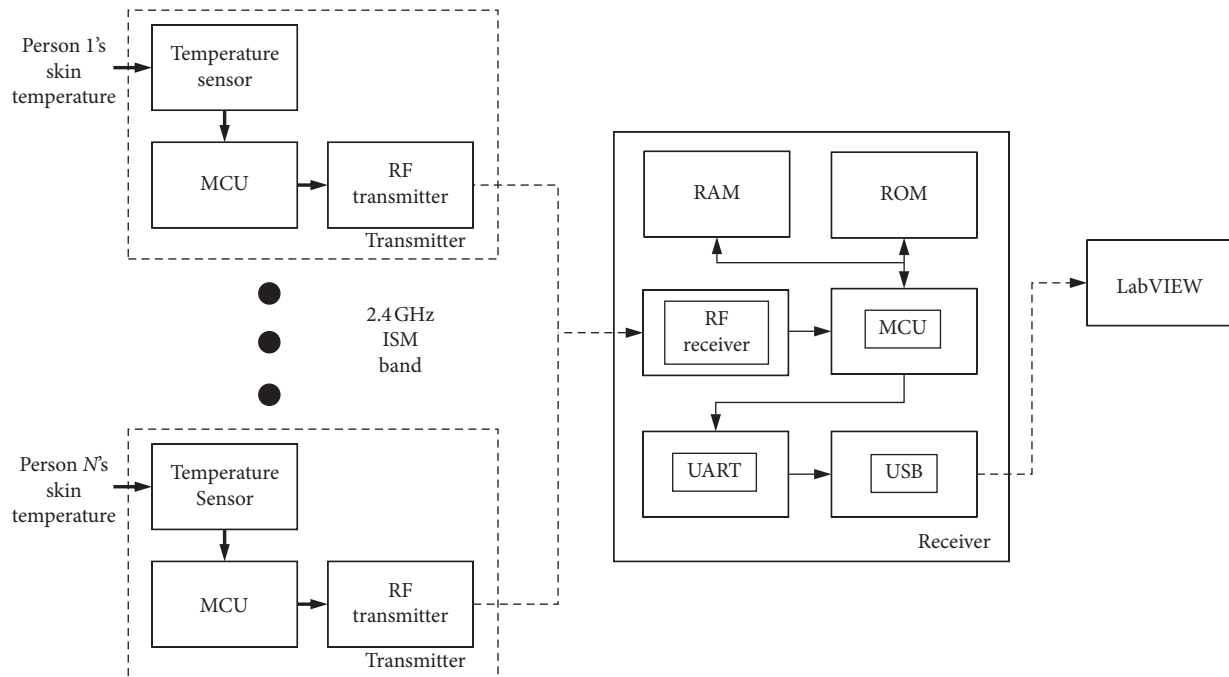 Person 1's
skin
temperature
Temperature
sensor
MCU
RF
transmitter
Transmitter
2.4 GHz
ISM
band
Person N's
skin
temperature
Temperature
Sensor
MCU
RF
transmitter
Transmitter
RAM
ROM
RF
receiver
MCU
UART
USB
Receiver
LabVIEW